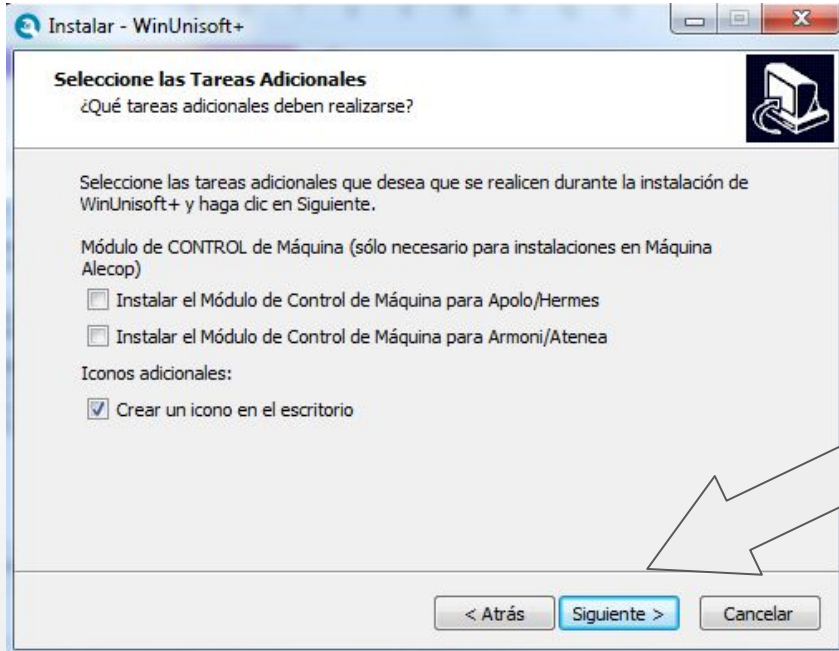 Instalar - WinUnisoft+
Seleccione las Tareas Adicionales
¿Qué tareas adicionales deben realizarse?
Seleccione las tareas adicionales que desea que se realicen durante la instalación de
WinUnisoft+ y haga clic en Siguiente.
Módulo de CONTROL de Máquina (sólo necesario para instalaciones en Máquina
Alecop)
Instalar el Módulo de Control de Máquina para Apolo/Hermes
Instalar el Módulo de Control de Máquina para Armoni/Atenea
Iconos adicionales:
Crear un icono en el escritorio
< Atrás Siguiente > Cancelar